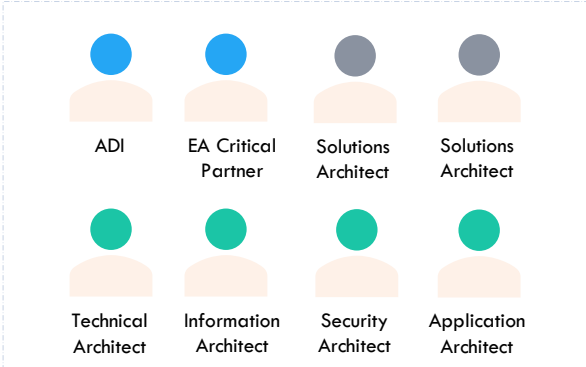 ADI
EA Critical
Partner
Solutions
Architect
Solutions
Architect
Technical
Architect
Information
Architect
Security
Architect
Application
Architect